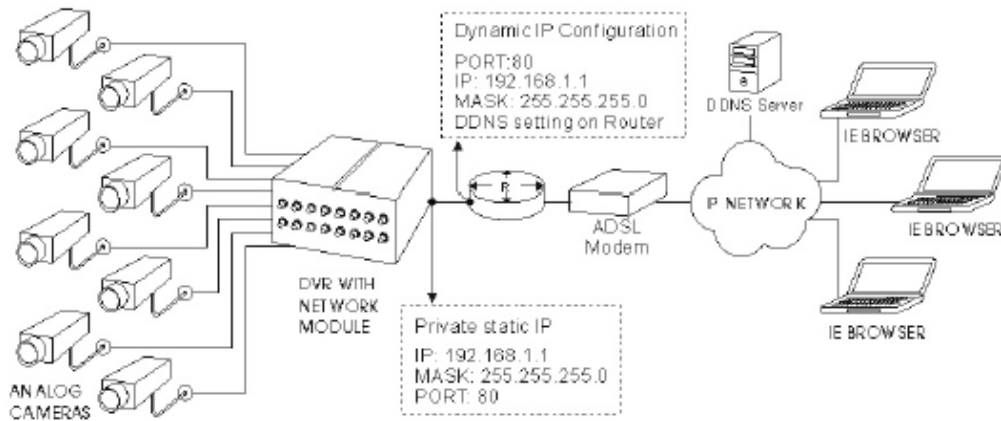 Dynamic IP Configuration
PORT:80
IP: 192.168.1.1
MASK: 255.255.255.0
DDNS setting on Router
DDNS Server
IE BROWSER
R
IP NETWORK
IE BROWSER
ADSL
Modem
DVR WITH
NETWORK
MODULE
IE BROWSER
Private static IP
IP: 192.168.1.1
MASK: 255.255.255.0
PORT: 80
ANALOG
CAMERAS